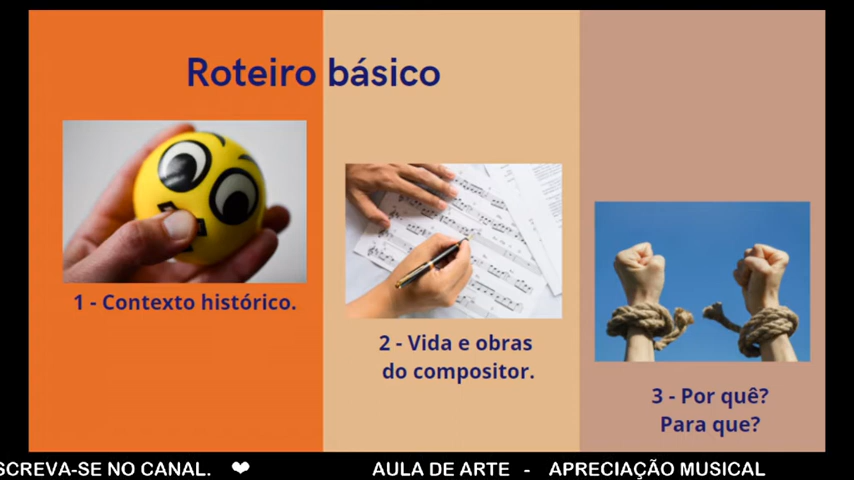 Roteiro básico
1 - Contexto histórico.
2 - Vida e obras
do compositor.
3 - Por quê?
Para que?
SCREVA-SE NO CANAL. ❤ AULA DE ARTE - APRECIAÇÃO MUSICAL